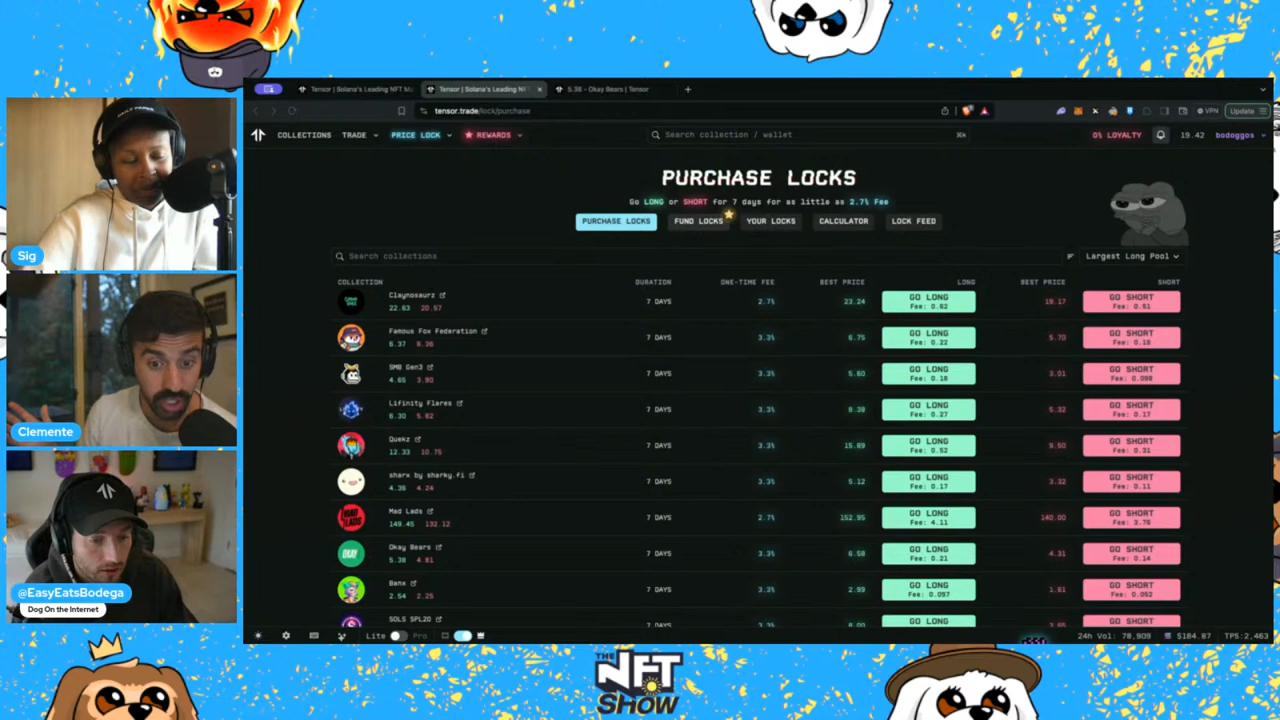 Tensor | Solana's Leading NFT M
Tensor | Solana's Leading NFT
5.38 - Okay Bears | Tensor
tensor.trade/lock/purchase
VPN
Update
COLLECTIONS
TRADE
PRICE LOCK
REWARDS
Search collection / wallet
⌘K
0% LOYALTY
19.42
bodoggos
PURCHASE LOCKS
Go LONG or SHORT for 7 days for as little as 2.7% Fee
PURCHASE LOCKS
FUND LOCKS
YOUR LOCKS
CALCULATOR
LOCK FEED
Search collections
Largest Long Pool
COLLECTION DURATION ONE-TIME FEE BEST PRICE LONG BEST PRICE SHORT
Claynosaurz
22.63 20.57
7 DAYS 2.7% 23.24
GO LONG
Fee: 0.62
19.17
GO SHORT
Fee: 0.51
Famous Fox Federation
6.37
7 DAYS 3.3% 6.75
GO LONG
Fee: 0.22
5.70
GO SHORT
Fee: 0.18
SMB Gen3
4.65 3.90
7 DAYS 3.3% 5.60
GO LONG
Fee: 0.18
3.01
GO SHORT
Fee: 0.098
Lifinity Flares
6.30 5.62
7 DAYS 3.3% 8.38
GO LONG
Fee: 0.27
5.32
GO SHORT
Fee: 0.17
Quekz
12.33 10.75
7 DAYS 3.3% 15.89
GO LONG
Fee: 0.52
9.50
GO SHORT
Fee: 0.31
sharx by sharky.fi
4.36 4.24
7 DAYS 3.3% 5.12
GO LONG
Fee: 0.17
3.32
GO SHORT
Fee: 0.11
MAD LADS
Mad Lads
149.45 132.12
7 DAYS 2.7% 152.95
GO LONG
Fee: 4.11
140.00
GO SHORT
Fee: 3.76
OKAY
Okay Bears
5.38 4.81
7 DAYS 3.3% 6.58
GO LONG
Fee: 0.21
4.31
GO SHORT
Fee: 0.14
Banx
2.54 2.25
7 DAYS 3.3% 2.99
GO LONG
Fee: 0.097
1.61
GO SHORT
Fee: 0.052
SOLS SPL20
7 DAYS 3.3%
GO LONG
GO SHORT
Lite
Pro
24h Vol: 78,909
$184.87
TPS:2,463
Sig
Clemente
@EasyEatsBodega
Dog On the Internet
THE
NFT
SHOW